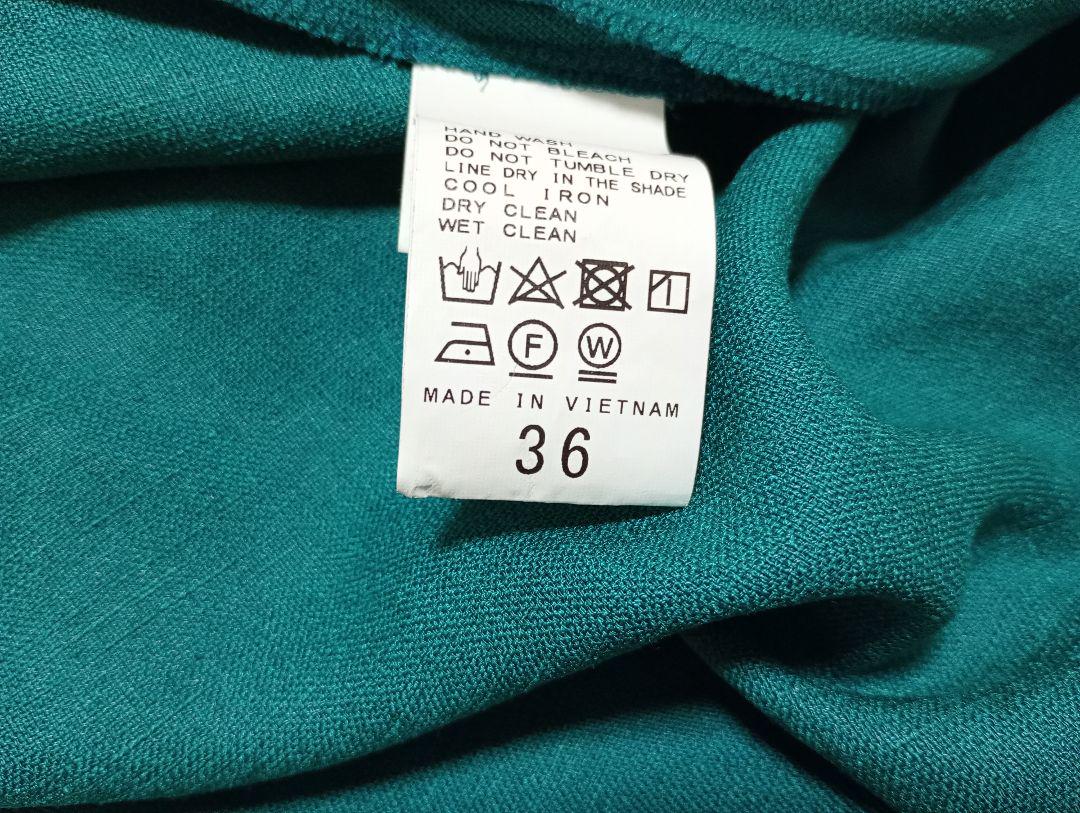 HAND WASH
DO NOT BLEACH
DO NOT TUMBLE DRY
LINE DRY IN THE SHADE
COOL IRON
DRY CLEAN
WET CLEAN
F W
MADE IN VIETNAM
36